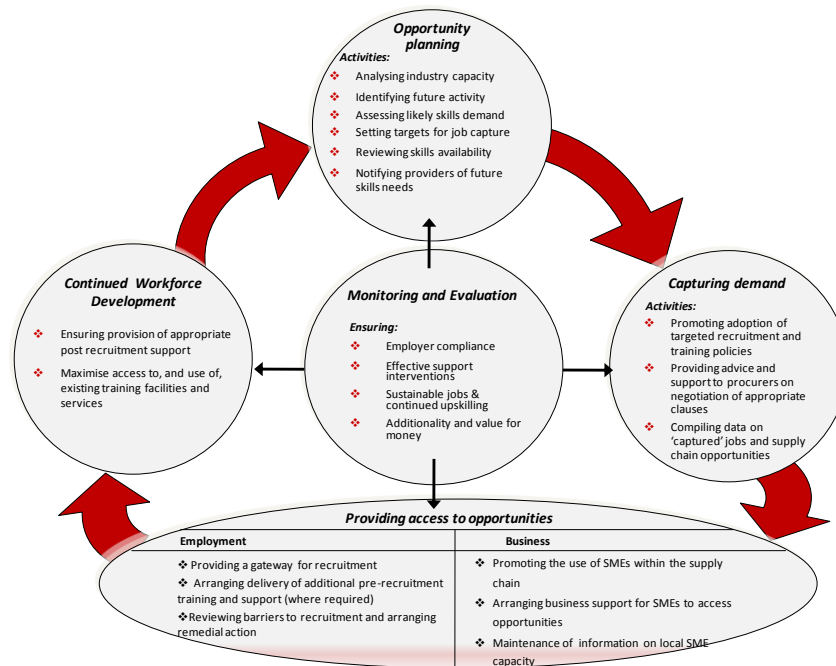 Opportunity
planning
Activities:
❖ Analysing industry capacity
❖ Identifying future activity
❖ Assessing likely skills demand
❖ Setting targets for job capture
❖ Reviewing skills availability
❖ Notifying providers of future
skills needs
Continued Workforce
Development
❖ Ensuring provision of appropriate
post recruitment support
❖ Maximise access to, and use of,
existing training facilities and
services
Monitoring and Evaluation
Ensuring:
❖ Employer compliance
❖ Effective support
interventions
❖ Sustainable jobs &
continued upskilling
❖ Additionality and value for
money
Capturing demand
Activities:
❖ Promoting adoption of
targeted recruitment and
training policies
❖ Providing advice and
support to procurers on
negotiation of appropriate
clauses
❖ Compiling data on
‘captured’ jobs and supply
chain opportunities
Providing access to opportunities
Employment
❖Providing a gateway for recruitment
❖ Arranging delivery of additional pre-recruitment
training and support (where required)
❖Reviewing barriers to recruitment and arranging
remedial action
Business
❖ Promoting the use of SMEs within the supply
chain
❖ Arranging business support for SMEs to access
opportunities
❖ Maintenance of information on local SME
capacity